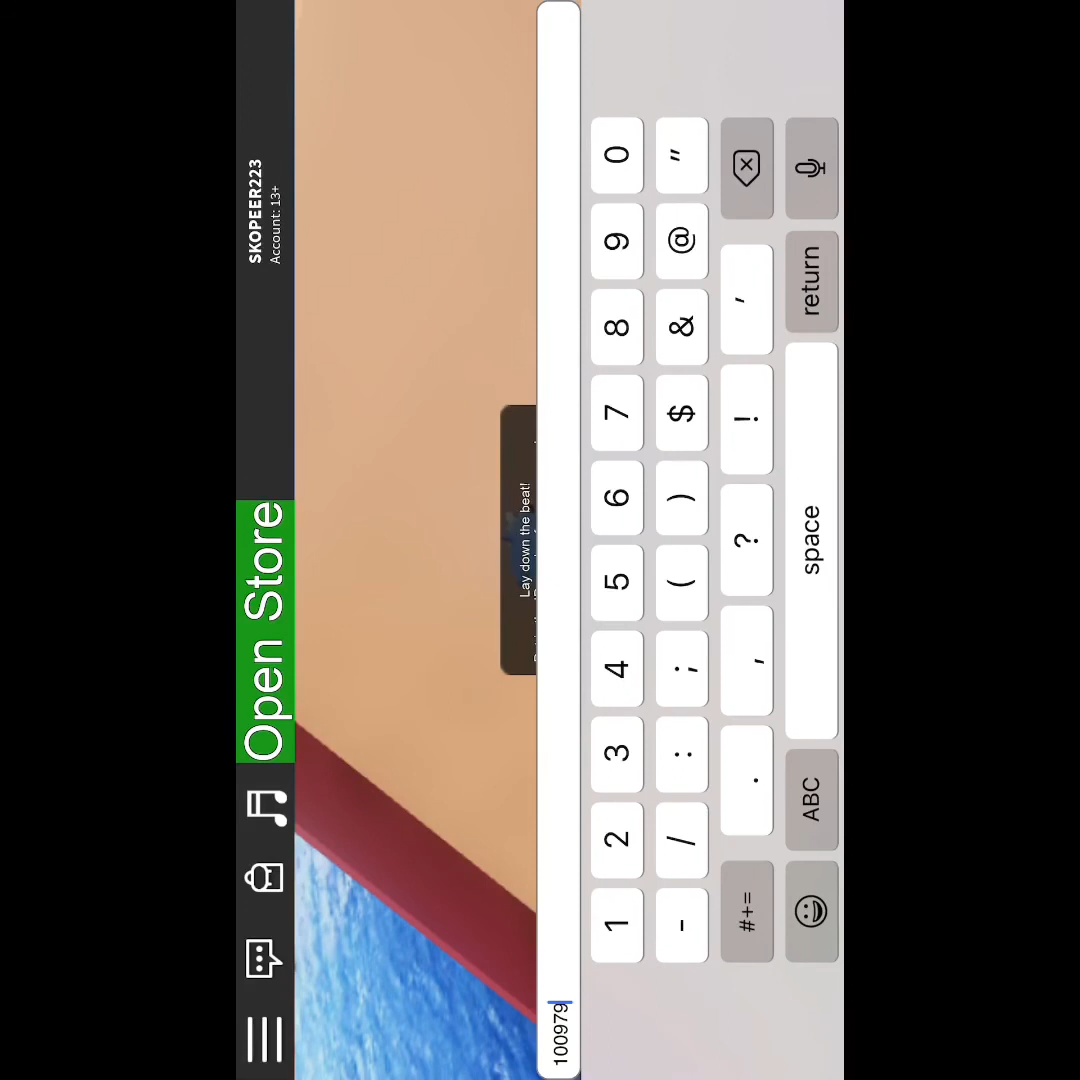 SKOPEER223
Account: 13+
Open Store
Lay down the beat!
100979
1 2 3 4 5 6 7 8 9 0
- / : ; ( ) $ & @ "
#+= . , ? ! '
ABC space return